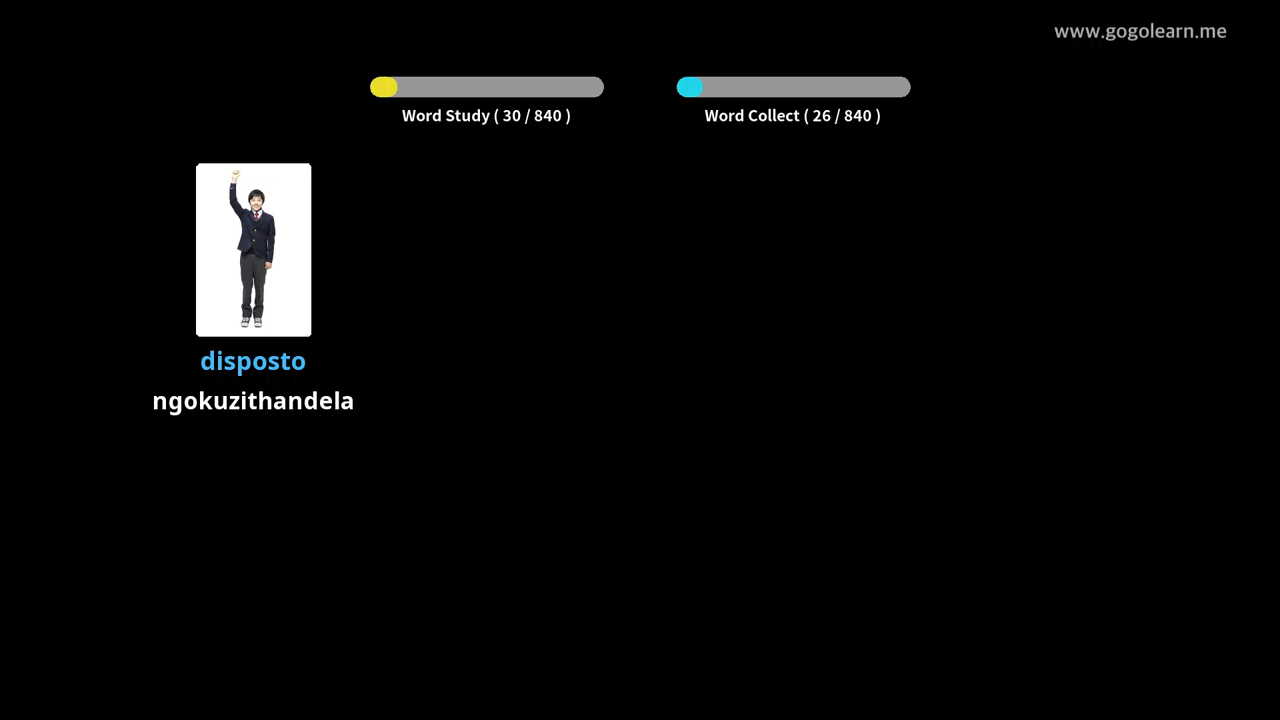 www.gogolearn.me
Word Study ( 30 / 840 )
Word Collect ( 26 / 840 )
disposto
ngokuzithandela